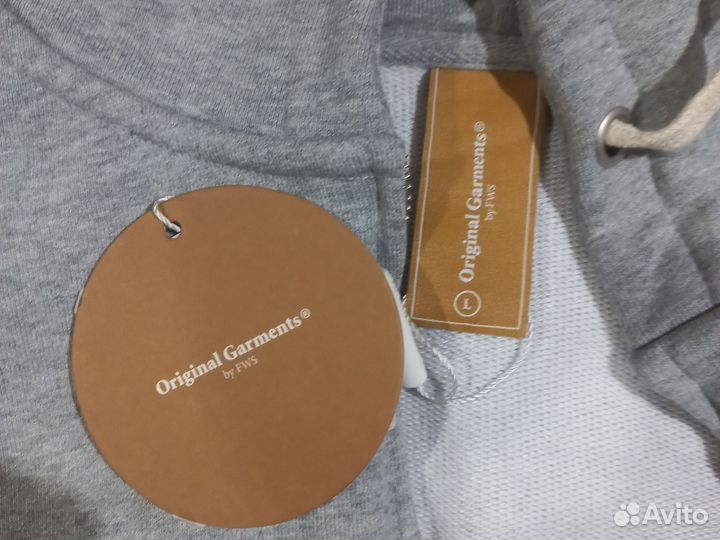 Original Garments®
by FWS
L
Original Garments®
by FWS
Avito